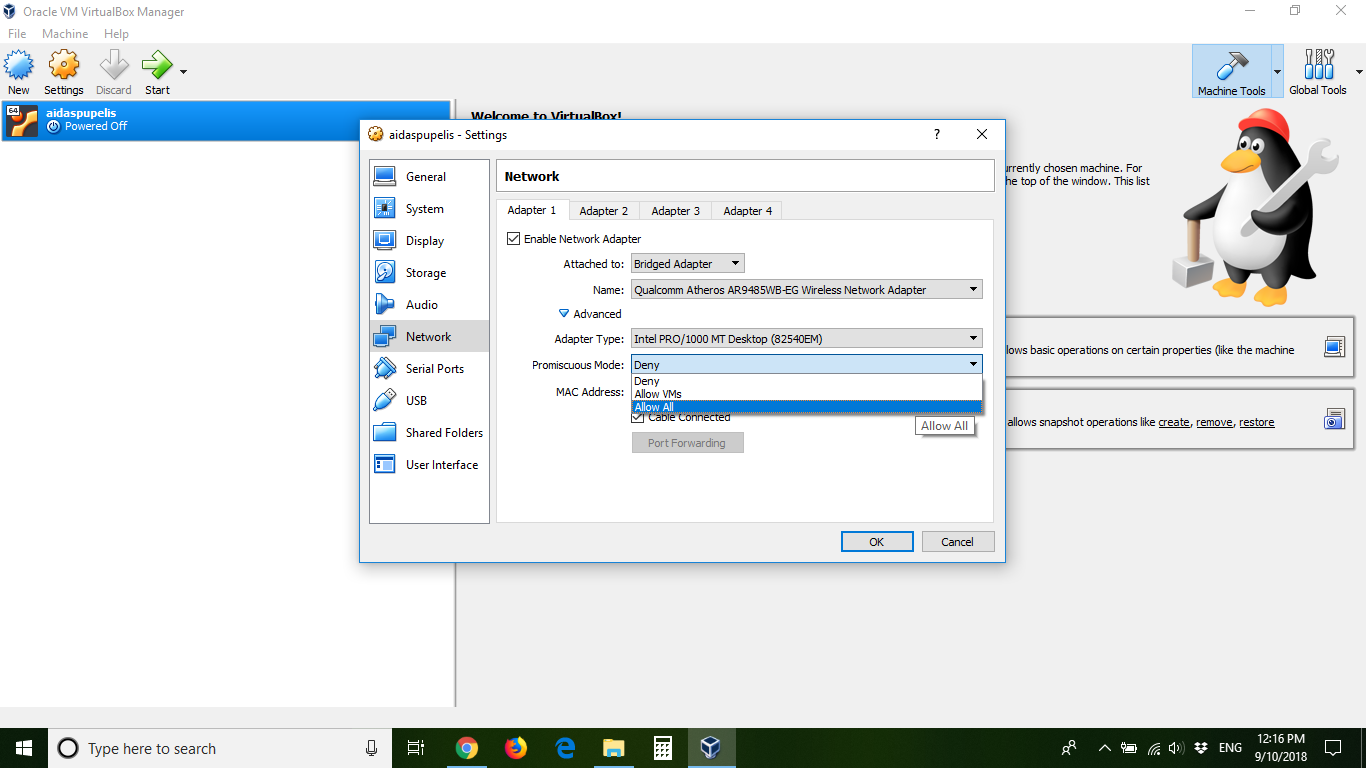 Oracle VM VirtualBox Manager
File Machine Help
New Settings Discard Start
Machine Tools Global Tools
64 aidaspupelis
Powered Off
Welcome to VirtualBox!
urrently chosen machine. For
he top of the window. This list
aidaspupelis - Settings ?
General
System
Display
Storage
Audio
Network
Serial Ports
USB
Shared Folders
User Interface
Network
Adapter 1 Adapter 2 Adapter 3 Adapter 4
Enable Network Adapter
Attached to: Bridged Adapter
Name: Qualcomm Atheros AR9485WB-EG Wireless Network Adapter
Advanced
Adapter Type: Intel PRO/1000 MT Desktop (82540EM)
Promiscuous Mode: Deny
Deny
MAC Address: Allow VMs
Allow All
Cable Connected
Allow All
Port Forwarding
OK Cancel
lows basic operations on certain properties (like the machine
allows snapshot operations like create, remove, restore
Type here to search
ENG
12:16 PM
9/10/2018